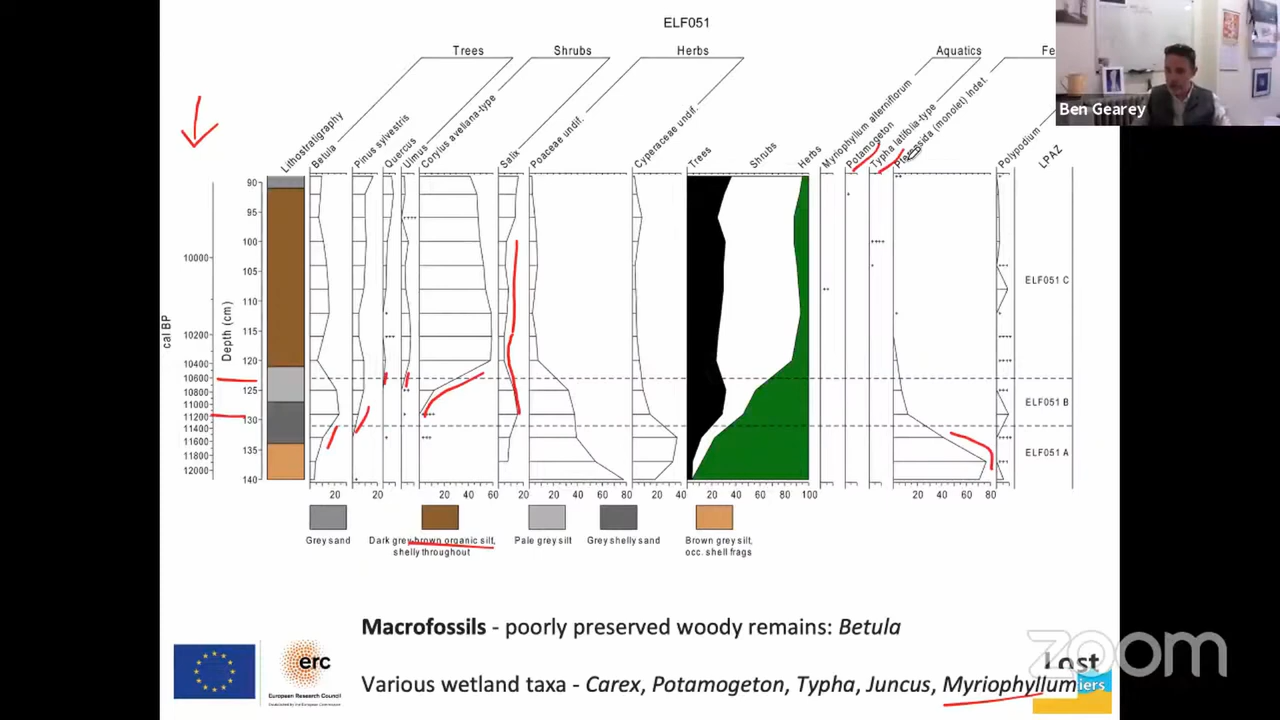 ELF051
Trees
Shrubs
Herbs
Aquatics
Fe
Lithostratigraphy
Betula
Pinus sylvestris
Quercus
Ulmus
Corylus avellana-type
Salix
Poaceae undif.
Cyperaceae undif.
Trees
Shrubs
Herbs
Myriophyllum alterniflorum
Potamogeton
Typha latifolia-type
Pteropsida (monolet) indet.
Polypodium
LPAZ
Ben Gearey
cal BP
10000
10200
10400
10600
10800
11000
11200
11400
11600
11800
12000
Depth (cm)
90
95
100
105
110
115
120
125
130
135
140
ELF051 C
ELF051 B
ELF051 A
20 20 20 40 60 20 20 40 60 80 20 40 20 40 60 80 100 20 40 60 80
Grey sand
Dark grey-brown organic silt,
shelly throughout
Pale grey silt
Grey shelly sand
Brown grey silt,
occ. shell frags
Macrofossils - poorly preserved woody remains: Betula
Various wetland taxa - Carex, Potamogeton, Typha, Juncus, Myriophyllum
erc
European Research Council
Lost
iers
zoom